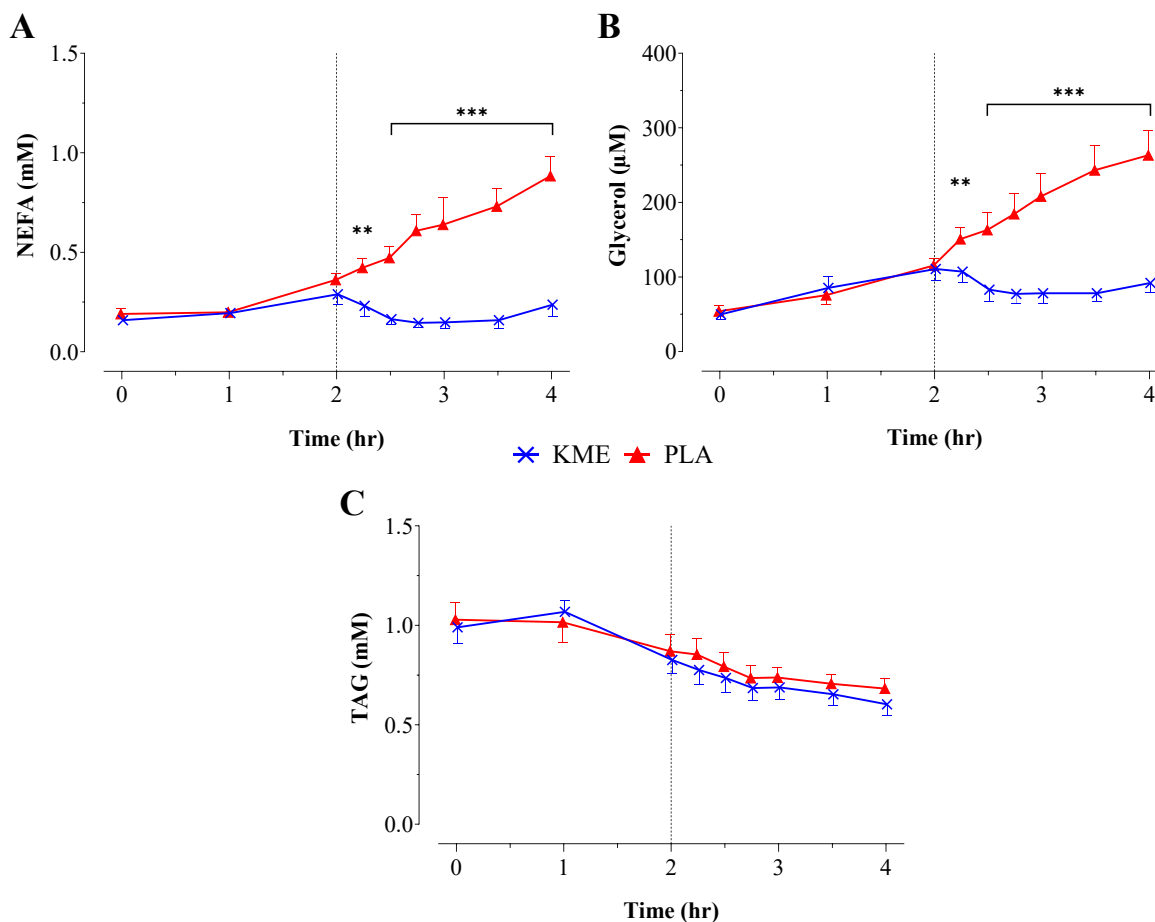 A
1.5
1.0
0.5
0.0
NEFA (mM)
**
***
0 1 2 3 4
Time (hr)
B
400
300
200
100
0
Glycerol (µM)
**
***
0 1 2 3 4
Time (hr)
KME PLA
C
1.5
1.0
0.5
0.0
TAG (mM)
0 1 2 3 4
Time (hr)